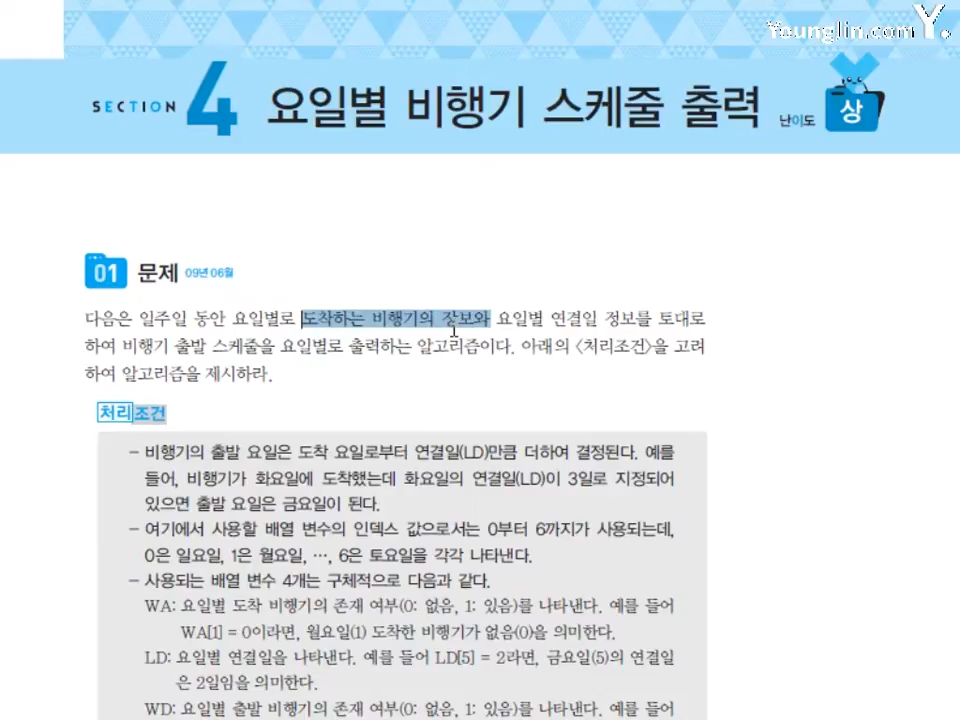 Younglin.com Y.
SECTION 4 요일별 비행기 스케줄 출력 난이도 상
01 문제 09년 06월
다음은 일주일 동안 요일별로 도착하는 비행기의 정보와 요일별 연결일 정보를 토대로
하여 비행기 출발 스케줄을 요일별로 출력하는 알고리즘이다. 아래의 〈처리조건〉을 고려
하여 알고리즘을 제시하라.
처리조건
– 비행기의 출발 요일은 도착 요일로부터 연결일(LD)만큼 더하여 결정된다. 예를
들어, 비행기가 화요일에 도착했는데 화요일의 연결일(LD)이 3일로 지정되어
있으면 출발 요일은 금요일이 된다.
– 여기에서 사용할 배열 변수의 인덱스 값으로서는 0부터 6까지가 사용되는데,
0은 일요일, 1은 월요일, …, 6은 토요일을 각각 나타낸다.
– 사용되는 배열 변수 4개는 구체적으로 다음과 같다.
WA: 요일별 도착 비행기의 존재 여부(0: 없음, 1: 있음)를 나타낸다. 예를 들어
WA[1] = 0이라면, 월요일(1) 도착한 비행기가 없음(0)을 의미한다.
LD: 요일별 연결일을 나타낸다. 예를 들어 LD[5] = 2라면, 금요일(5)의 연결일
은 2일임을 의미한다.
WD: 요일별 출발 비행기의 존재 여부(0: 없음, 1: 있음)를 나타낸다. 예를 들어